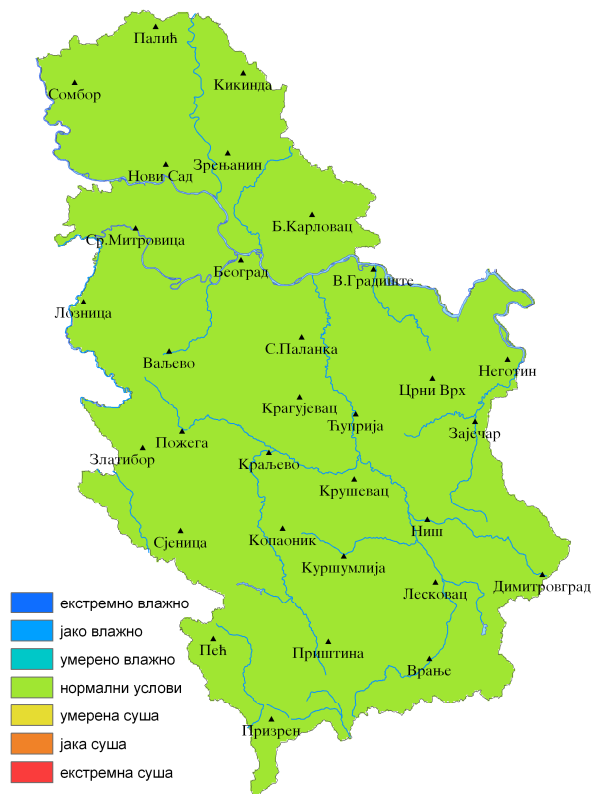 Палић
Кикинда
Сомбор
Зрењанин
Нови Сад
Б.Карловац
Ср.Митровица
Београд
В.Градиште
Лозница
С.Паланка
Ваљево
Неготин
Црни Врх
Крагујевац
Ћуприја
Зајечар
Пожега
Златибор
Краљево
Крушевац
Ниш
Сјеница
Копаоник
Куршумлија
Димитровград
Лесковац
Пећ
Приштина
Врање
Призрен
екстремно влажно
јако влажно
умерено влажно
нормални услови
умерена суша
јака суша
екстремна суша